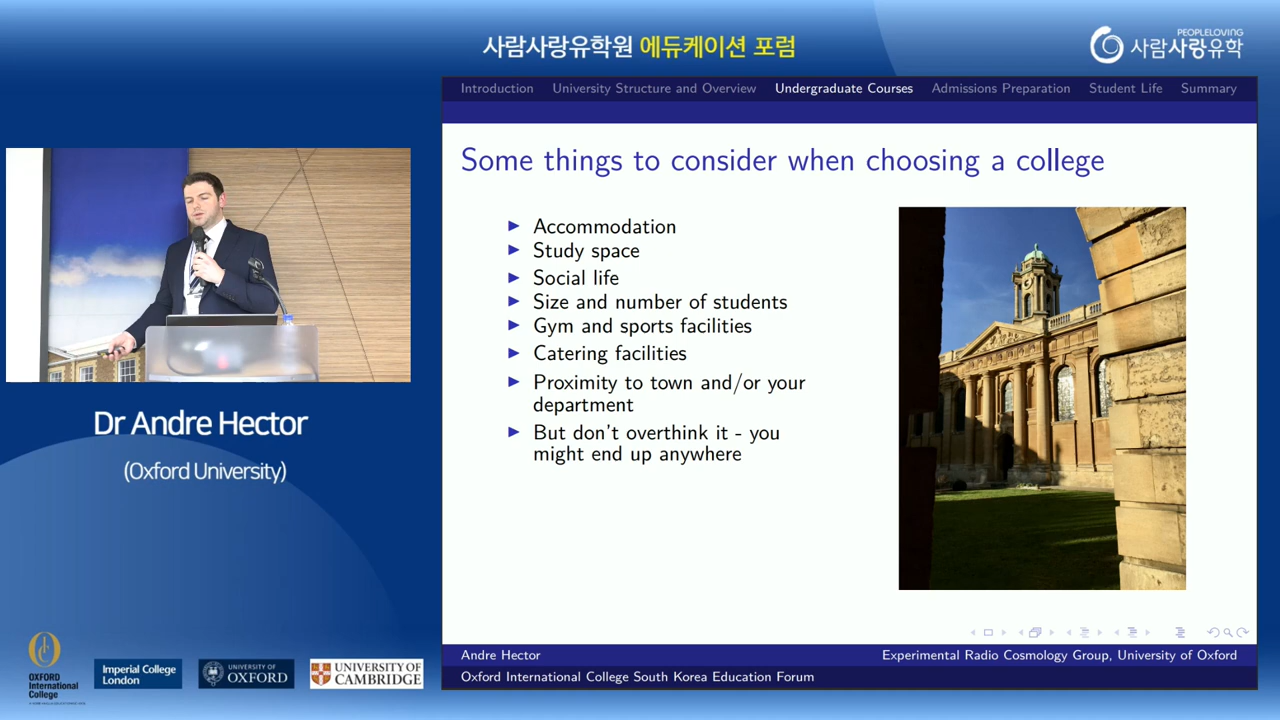 사람사랑유학원 에듀케이션 포럼
PEOPLELOVING
사람사랑유학
Introduction University Structure and Overview Undergraduate Courses Admissions Preparation Student Life Summary
Some things to consider when choosing a college
Accommodation
Study space
Social life
Size and number of students
Gym and sports facilities
Catering facilities
Proximity to town and/or your
department
But don't overthink it - you
might end up anywhere
Dr Andre Hector
(Oxford University)
OXFORD
International
College
Imperial College
London
UNIVERSITY OF
OXFORD
UNIVERSITY OF
CAMBRIDGE
Andre Hector Experimental Radio Cosmology Group, University of Oxford
Oxford International College South Korea Education Forum